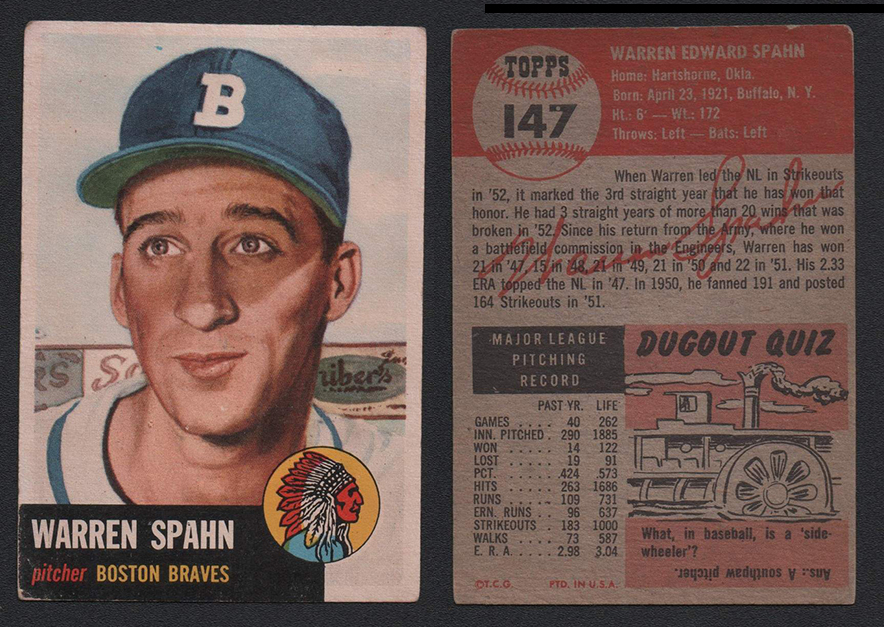 B
WARREN SPAHN
pitcher BOSTON BRAVES
TOPPS
147
WARREN EDWARD SPAHN
Home: Hartshorne, Okla.
Born: April 23, 1921, Buffalo, N. Y.
Ht.: 6' — Wt.: 172
Throws: Left — Bats: Left
When Warren led the NL in Strikeouts
in '52, it marked the 3rd straight year that he has won that
honor. He had 3 straight years of more than 20 wins that was
broken in '52. Since his return from the Army, where he won
a battlefield commission in the Engineers, Warren has won
21 in '47, 15 in '48, 21 in '49, 21 in '50 and 22 in '51. His 2.33
ERA topped the NL in '47. In 1950, he fanned 191 and posted
164 Strikeouts in '51.
Warren Spahn
MAJOR LEAGUE
PITCHING
RECORD
PAST YR. LIFE
GAMES . . . . . 40 262
INN. PITCHED . 290 1885
WON . . . . . . 14 122
LOST . . . . . 19 91
PCT. . . . . . .424 .573
HITS . . . . . 263 1686
RUNS . . . . . 109 731
ERN. RUNS . . 96 637
STRIKEOUTS . . 183 1000
WALKS . . . . 73 587
E. R. A. . . . . 2.98 3.04
DUGOUT QUIZ
What, in baseball, is a 'side-
wheeler'?
Ans.: A southpaw pitcher.
©T.C.G. PTD. IN U.S.A.